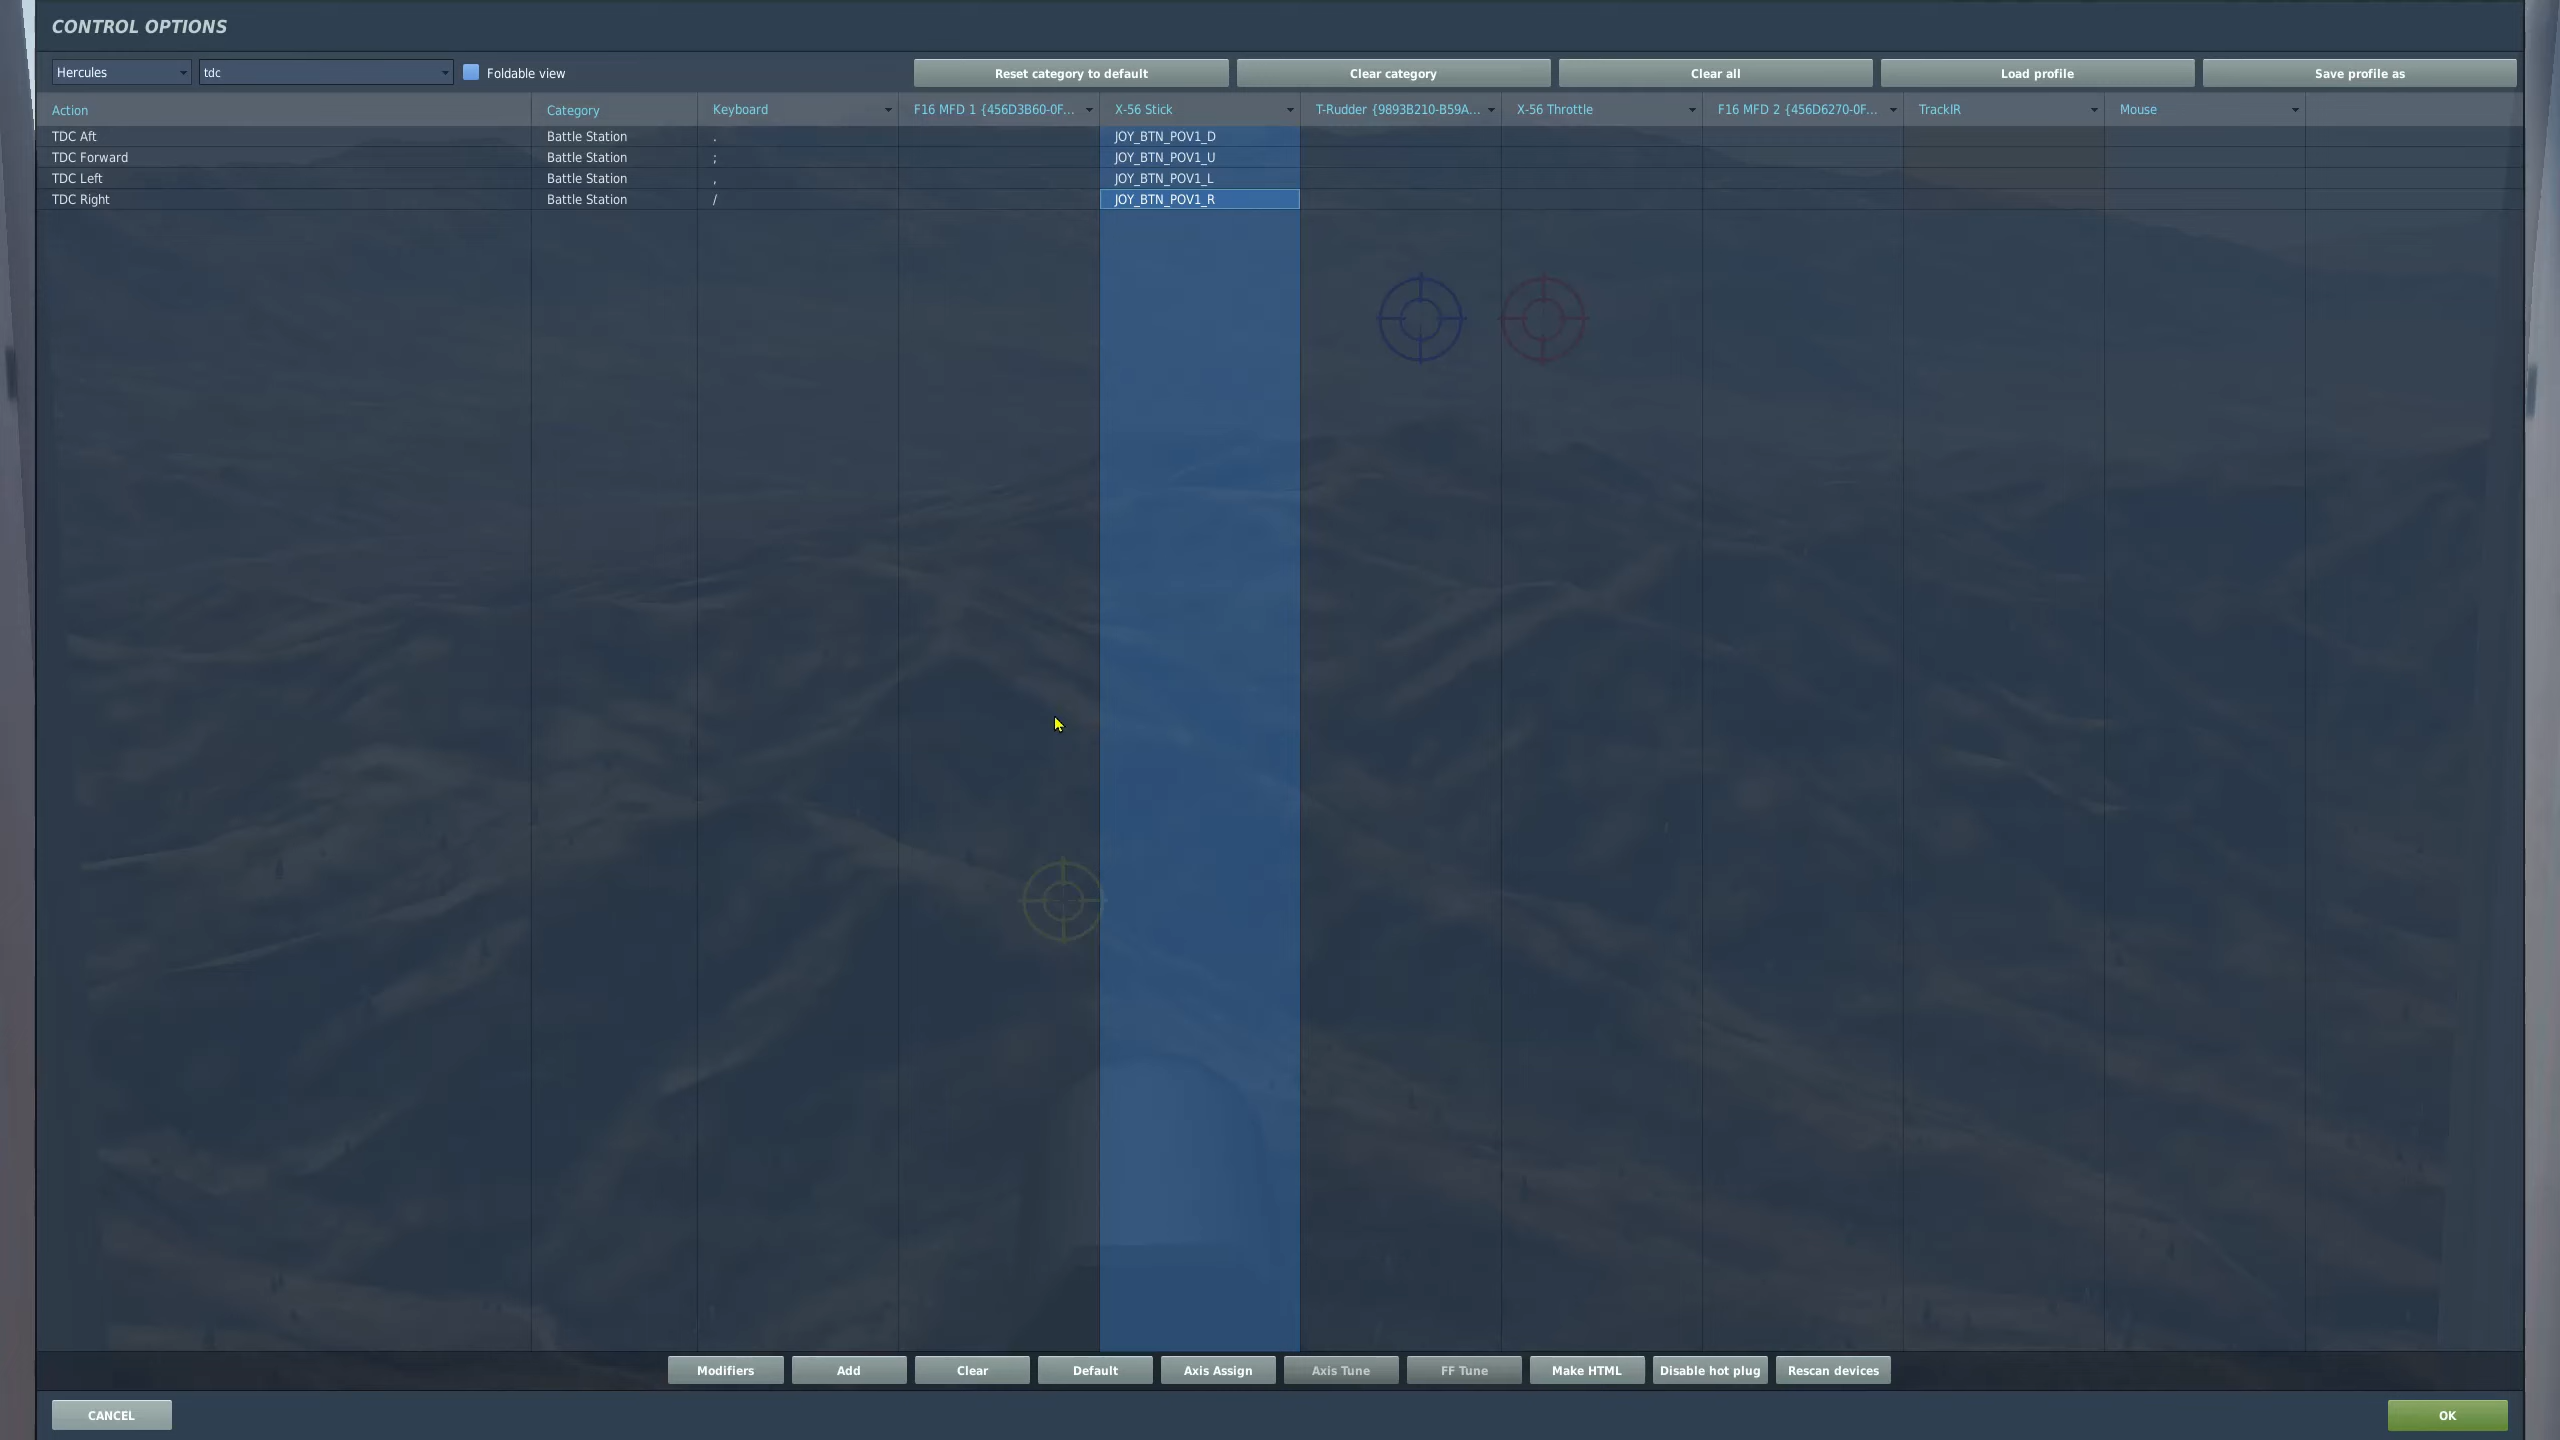 CONTROL OPTIONS
Hercules tdc Foldable view Reset category to default Clear category Clear all Load profile Save profile as
Action Category Keyboard F16 MFD 1 {456D3B60-0F... X-56 Stick T-Rudder {9893B210-B59A... X-56 Throttle F16 MFD 2 {456D6270-0F... TrackIR Mouse
TDC Aft Battle Station . JOY_BTN_POV1_D
TDC Forward Battle Station ; JOY_BTN_POV1_U
TDC Left Battle Station , JOY_BTN_POV1_L
TDC Right Battle Station / JOY_BTN_POV1_R
Modifiers Add Clear Default Axis Assign Axis Tune FF Tune Make HTML Disable hot plug Rescan devices
CANCEL OK